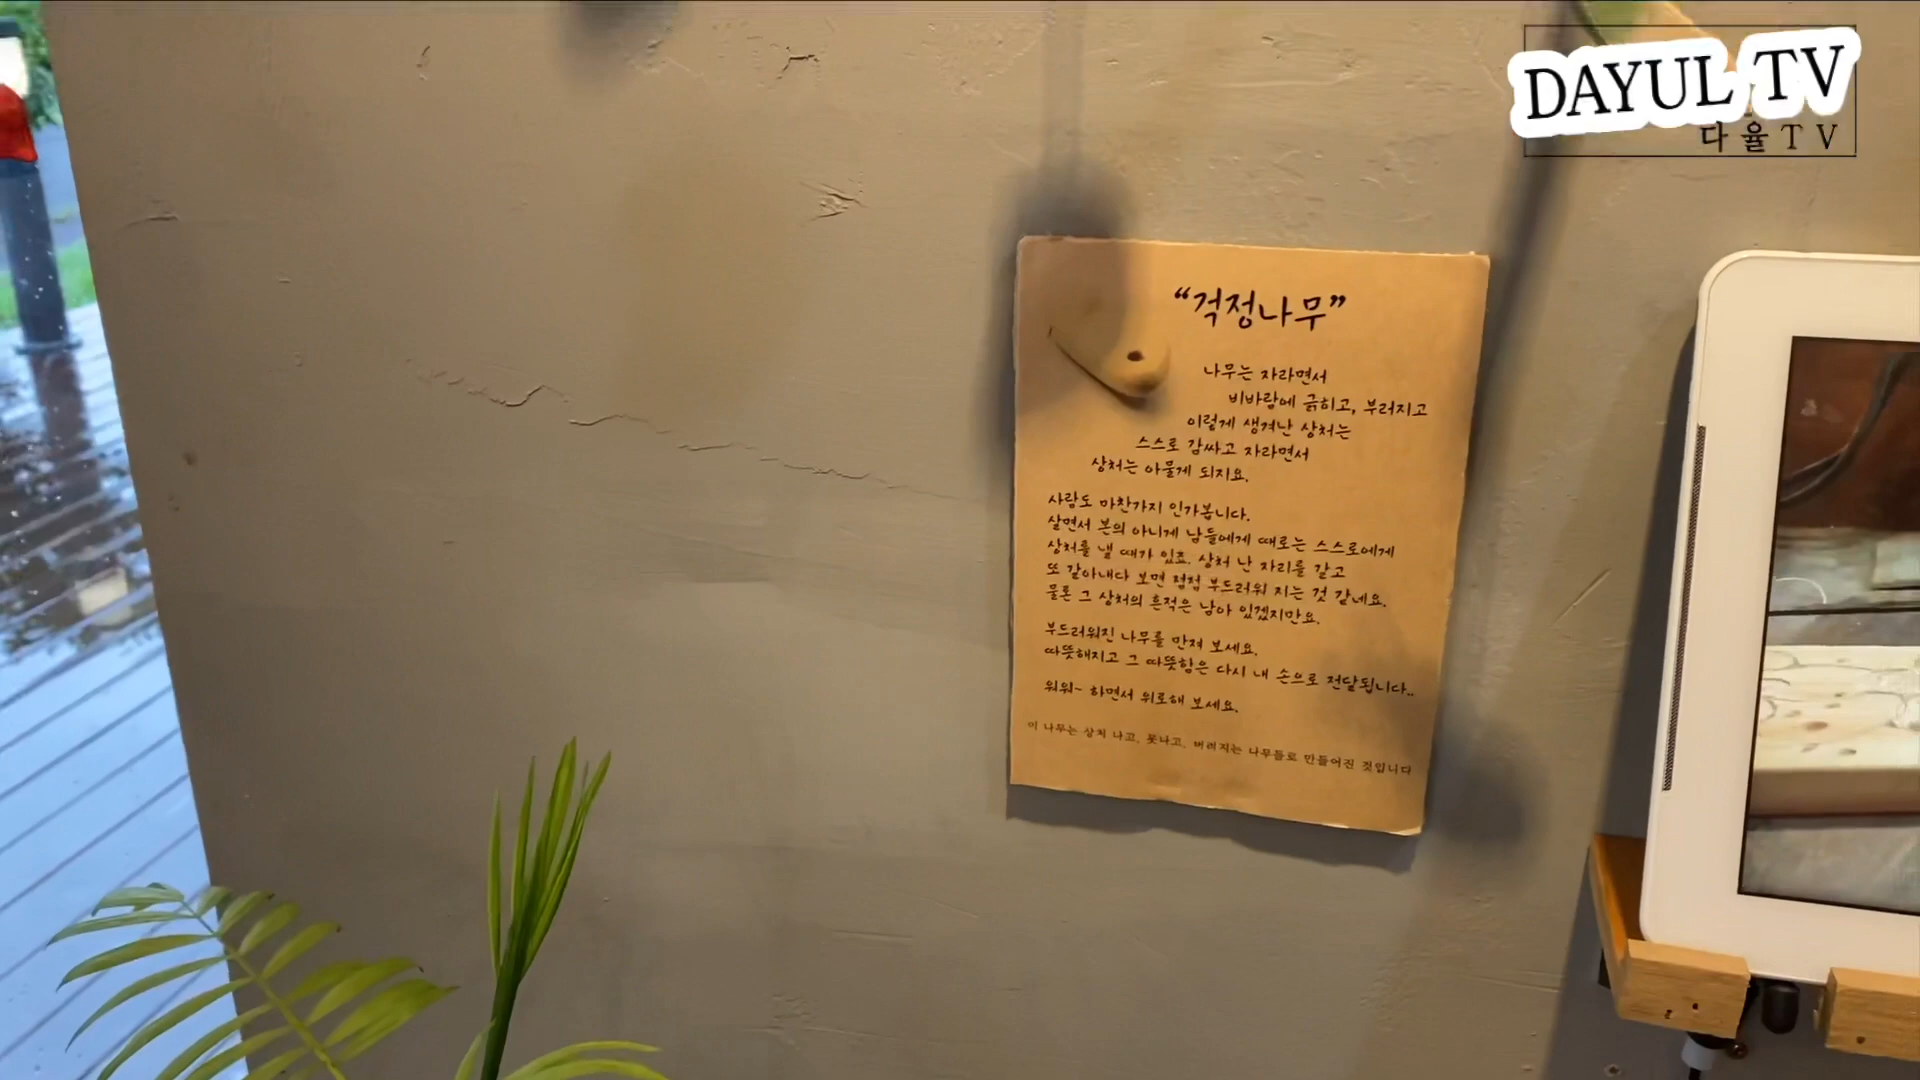 DAYUL TV
다율TV
“걱정나무”
나무는 자라면서
비바람에 긁히고, 부러지고
이렇게 생겨난 상처는
스스로 감싸고 자라면서
상처는 아물게 되지요.
사람도 마찬가지 인가봅니다.
살면서 본의 아니게 남들에게 때로는 스스로에게
상처를 낼 때가 있죠. 상처 난 자리를 갈고
또 갈아내다 보면 점점 부드러워 지는 것 같네요.
물론 그 상처의 흔적은 남아 있겠지만요.
부드러워진 나무를 만져 보세요.
따뜻해지고 그 따뜻함은 다시 내 손으로 전달됩니다..
워워~ 하면서 위로해 보세요.
이 나무는 상처 나고, 못나고, 버려지는 나무들로 만들어진 것입니다